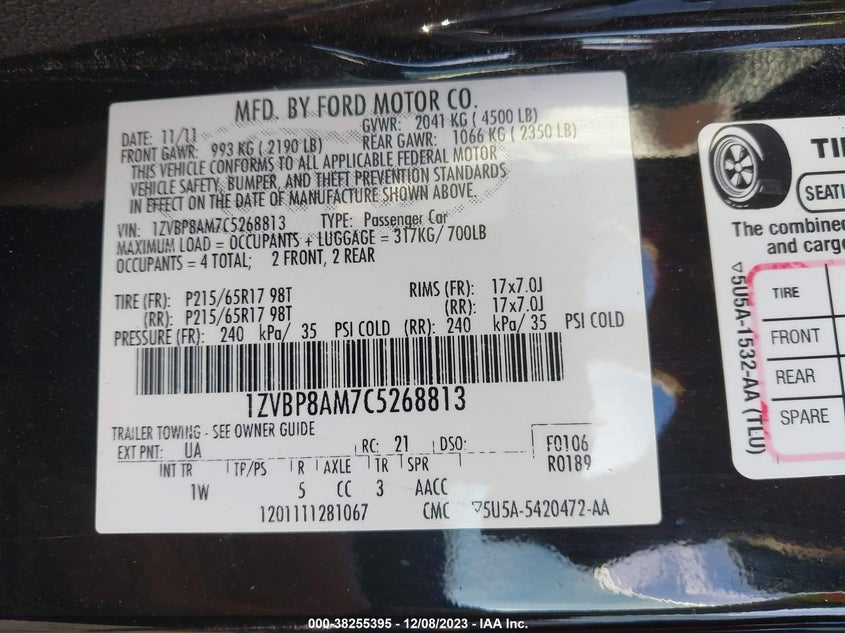 MFD. BY FORD MOTOR CO.
DATE: 11/11 GVWR: 2041 KG ( 4500 LB)
FRONT GAWR: 993 KG ( 2190 LB) REAR GAWR: 1066 KG ( 2350 LB)
THIS VEHICLE CONFORMS TO ALL APPLICABLE FEDERAL MOTOR
VEHICLE SAFETY, BUMPER, AND THEFT PREVENTION STANDARDS
IN EFFECT ON THE DATE OF MANUFACTURE SHOWN ABOVE.
VIN: 1ZVBP8AM7C5268813 TYPE: Passenger Car
MAXIMUM LOAD = OCCUPANTS + LUGGAGE = 317KG/ 700LB
OCCUPANTS = 4 TOTAL; 2 FRONT, 2 REAR
TIRE (FR): P215/65R17 98T RIMS (FR): 17x7.0J
(RR): P215/65R17 98T (RR): 17x7.0J
PRESSURE (FR): 240 kPa/ 35 PSI COLD (RR): 240 kPa/ 35 PSI COLD
1ZVBP8AM7C5268813
TRAILER TOWING - SEE OWNER GUIDE
EXT PNT: UA RC: 21 DSO: F0106
R0189
INT TR TP/PS R AXLE TR SPR
1W 5 CC 3 AACC
1201111281067 CMC ▽5U5A-5420472-AA
TI
SEATI
The combined
and cargo
TIRE
FRONT
REAR
SPARE
▽5U5A-1532-AA (TLU)
000-38255395 - 12/08/2023 - IAA Inc.